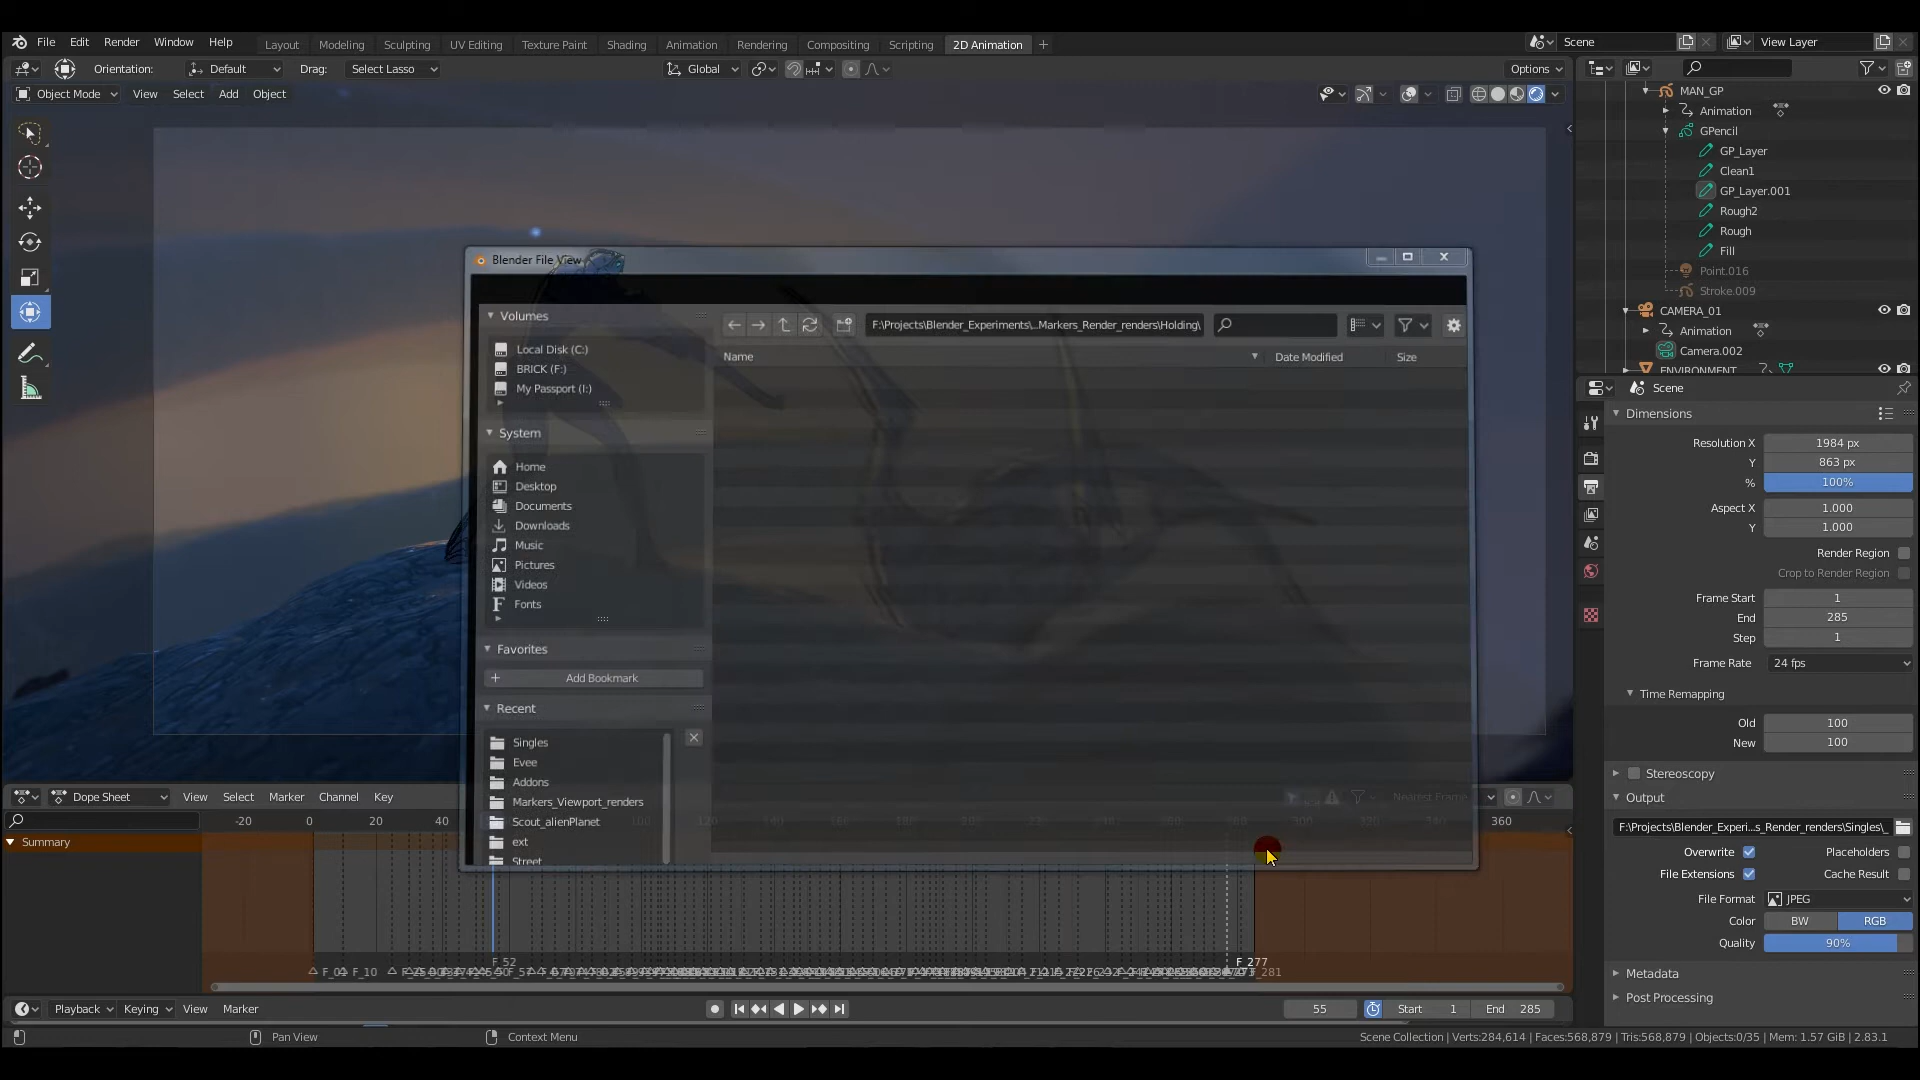 File Edit Render Window Help Layout Modeling Sculpting UV Editing Texture Paint Shading Animation Rendering Compositing Scripting 2D Animation + Scene View Layer
Orientation: Default Drag: Select Lasso Global Options
Object Mode View Select Add Object
MAN_GP
Animation
GPencil
GP_Layer
Clean1
GP_Layer.001
Rough2
Rough
Fill
Point.016
Stroke.009
CAMERA_01
Animation
Camera.002
ENVIRONMENT
Blender File View
Volumes
Local Disk (C:)
BRICK (F:)
My Passport (I:)
System
Home
Desktop
Documents
Downloads
Music
Pictures
Videos
Fonts
Favorites
Add Bookmark
Recent
Singles
Evee
Addons
Markers_Viewport_renders
Scout_alienPlanet
ext
Street
F:\Projects\Blender_Experiments\...Markers_Render_renders\Holding\
Name Date Modified Size
Scene
Dimensions
Resolution X 1984 px
Y 863 px
% 100%
Aspect X 1.000
Y 1.000
Render Region
Crop to Render Region
Frame Start 1
End 285
Step 1
Frame Rate 24 fps
Time Remapping
Old 100
New 100
Stereoscopy
Output
F:\Projects\Blender_Experi...s_Render_renders\Singles\_
Overwrite Placeholders
File Extensions Cache Result
File Format JPEG
Color BW RGB
Quality 90%
Metadata
Post Processing
Dope Sheet View Select Marker Channel Key Nearest Frame
-20 0 20 40 100 120 360
Summary
F_52
F_277
F_01 F_10 F_281
Playback Keying View Marker 55 Start 1 End 285
Pan View Context Menu Scene Collection | Verts:284,614 | Faces:568,879 | Tris:568,879 | Objects:0/35 | Mem: 1.57 GiB | 2.83.1